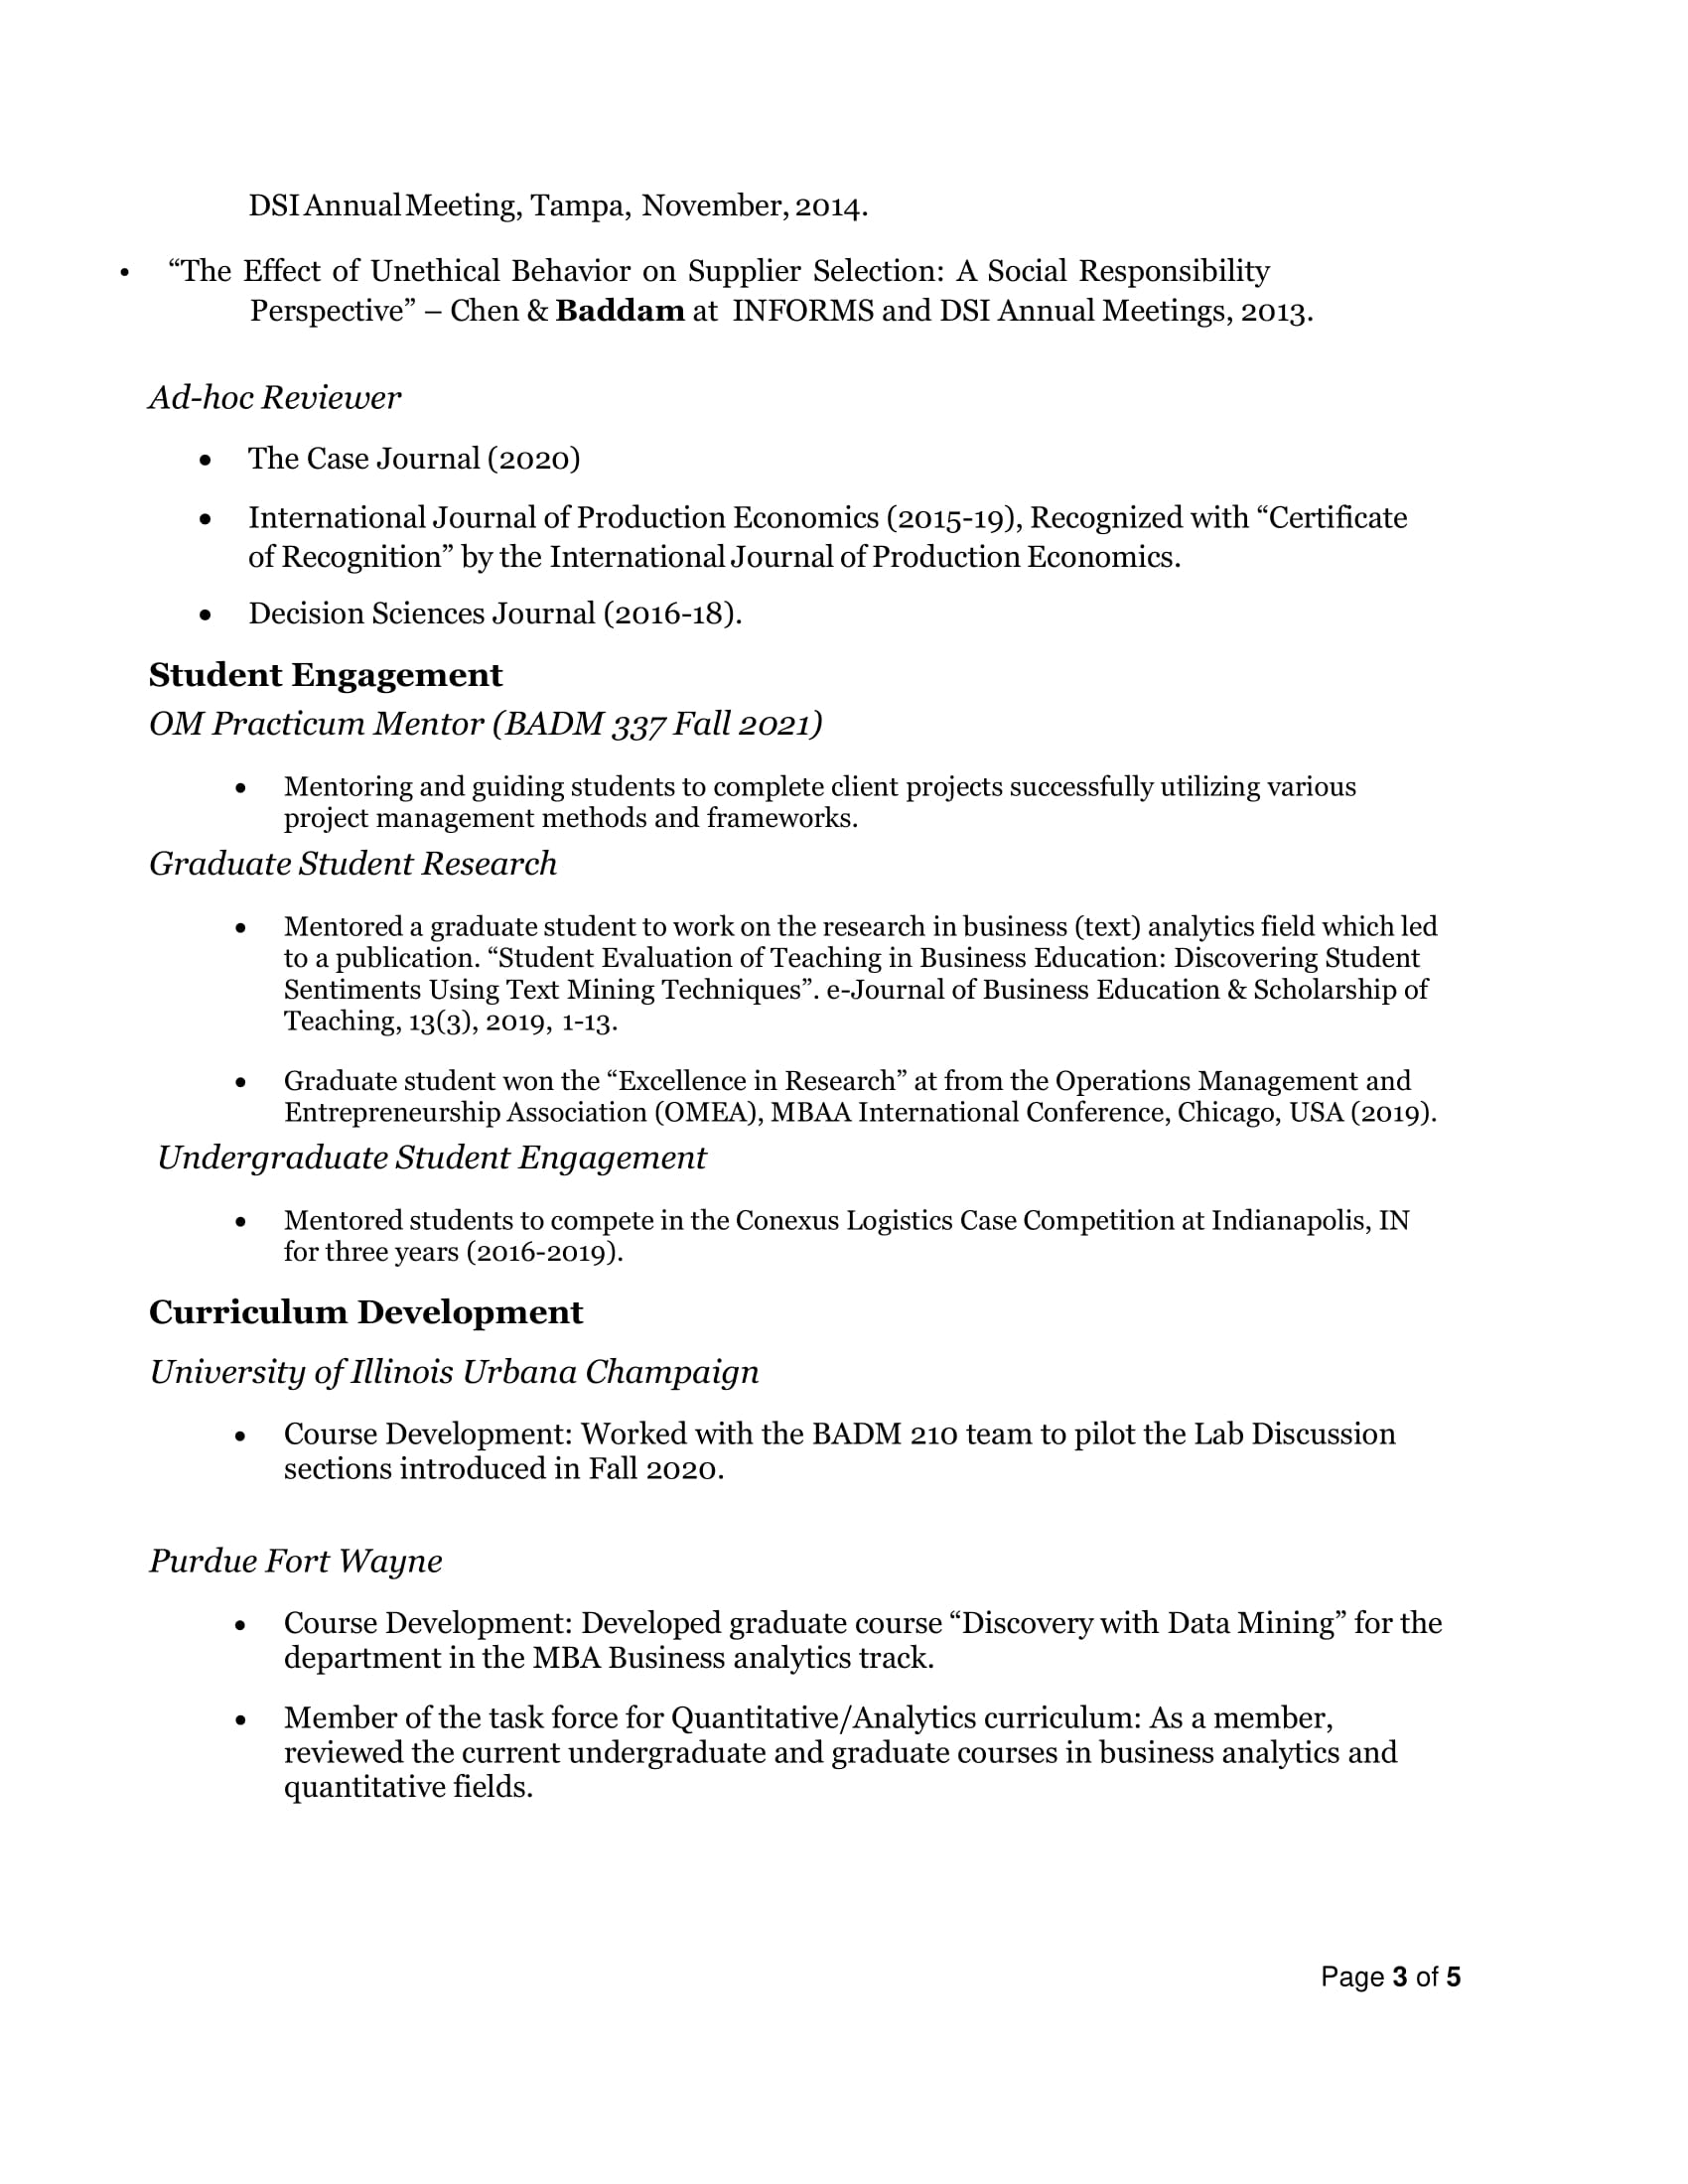 DSI Annual Meeting, Tampa, November, 2014.
• “The Effect of Unethical Behavior on Supplier Selection: A Social Responsibility
Perspective” – Chen & Baddam at INFORMS and DSI Annual Meetings, 2013.
Ad-hoc Reviewer
• The Case Journal (2020)
• International Journal of Production Economics (2015-19), Recognized with “Certificate
of Recognition” by the International Journal of Production Economics.
• Decision Sciences Journal (2016-18).
Student Engagement
OM Practicum Mentor (BADM 337 Fall 2021)
• Mentoring and guiding students to complete client projects successfully utilizing various
project management methods and frameworks.
Graduate Student Research
• Mentored a graduate student to work on the research in business (text) analytics field which led
to a publication. “Student Evaluation of Teaching in Business Education: Discovering Student
Sentiments Using Text Mining Techniques”. e-Journal of Business Education & Scholarship of
Teaching, 13(3), 2019, 1-13.
• Graduate student won the “Excellence in Research” at from the Operations Management and
Entrepreneurship Association (OMEA), MBAA International Conference, Chicago, USA (2019).
Undergraduate Student Engagement
• Mentored students to compete in the Conexus Logistics Case Competition at Indianapolis, IN
for three years (2016-2019).
Curriculum Development
University of Illinois Urbana Champaign
• Course Development: Worked with the BADM 210 team to pilot the Lab Discussion
sections introduced in Fall 2020.
Purdue Fort Wayne
• Course Development: Developed graduate course “Discovery with Data Mining” for the
department in the MBA Business analytics track.
• Member of the task force for Quantitative/Analytics curriculum: As a member,
reviewed the current undergraduate and graduate courses in business analytics and
quantitative fields.
Page 3 of 5